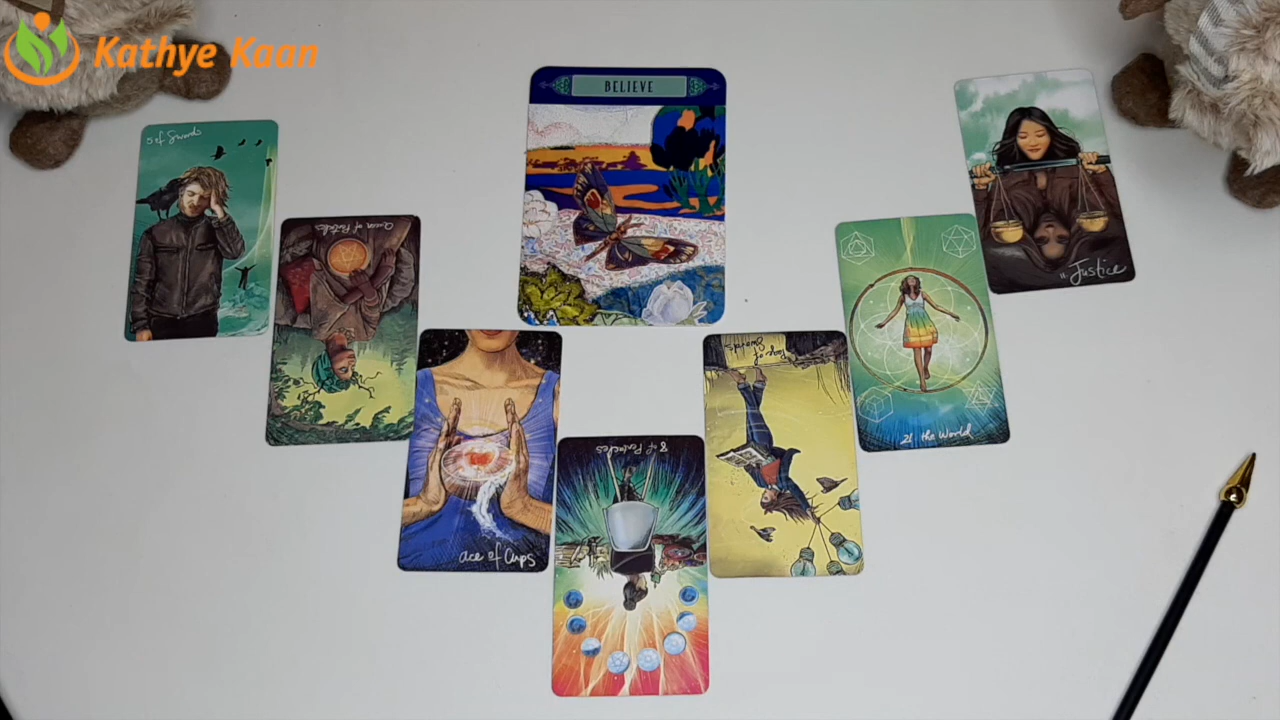 Kathye Kaan
BELIEVE
5 of Swords
Queen of Pentacles
Ace of Cups
8 of Pentacles
Page of
Swords
21 the World
11 Justice